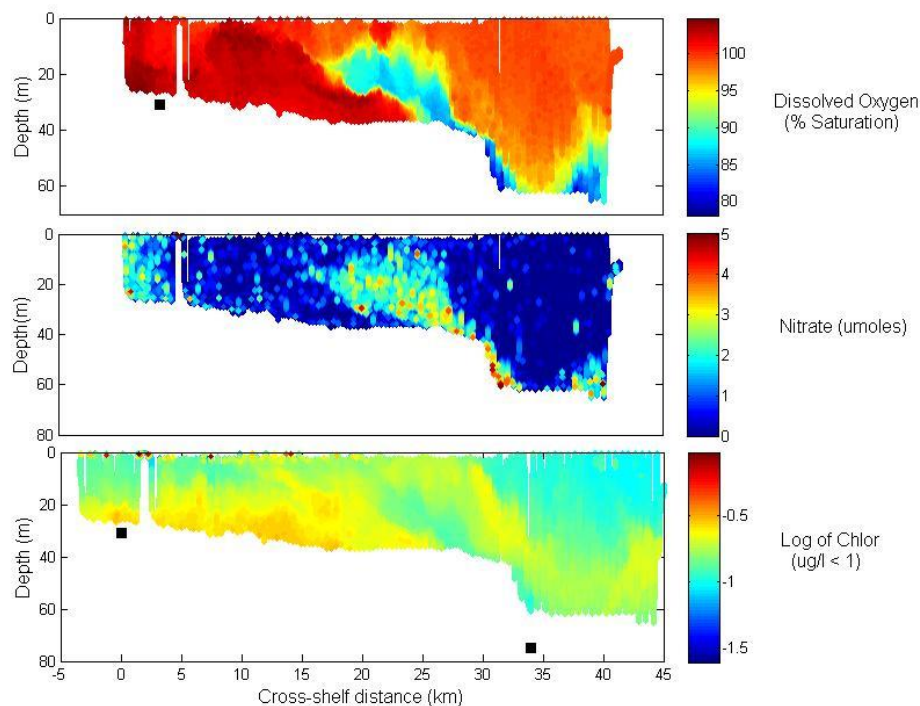 0
20
40
60
Depth (m)
100
95
90
85
80
Dissolved Oxygen
(% Saturation)
0
20
40
60
80
Depth(m)
5
4
3
2
1
0
Nitrate (umoles)
0
20
40
60
80
Depth (m)
-5 0 5 10 15 20 25 30 35 40 45
Cross-shelf distance (km)
-0.5
-1
-1.5
Log of Chlor
(ug/l < 1)